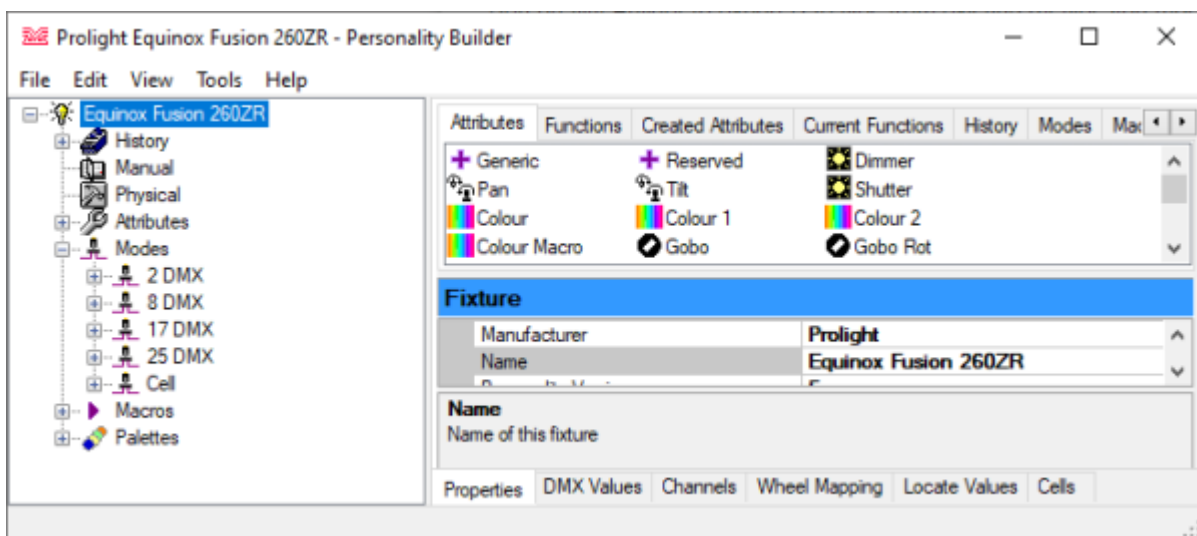 Prolight Equinox Fusion 260ZR - Personality Builder
File Edit View Tools Help
Equinox Fusion 260ZR
History
Manual
Physical
Attributes
Modes
2 DMX
8 DMX
17 DMX
25 DMX
Cell
Macros
Palettes
Attributes Functions Created Attributes Current Functions History Modes Mac
Generic Reserved Dimmer
Pan Tilt Shutter
Colour Colour 1 Colour 2
Colour Macro Gobo Gobo Rot
Fixture
Manufacturer Prolight
Name Equinox Fusion 260ZR
Name
Name of this fixture
Properties DMX Values Channels Wheel Mapping Locate Values Cells